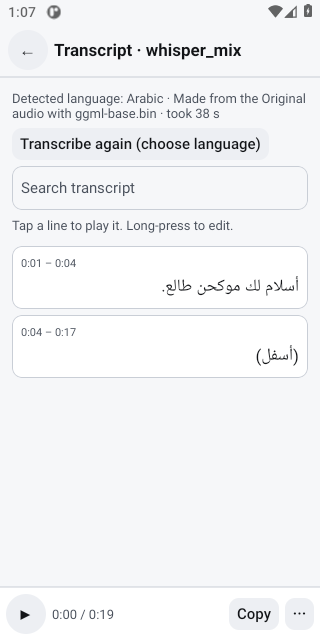 1:07
← Transcript · whisper_mix
Detected language: Arabic · Made from the Original
audio with ggml-base.bin · took 38 s
Transcribe again (choose language)
Search transcript
Tap a line to play it. Long-press to edit.
0:01 – 0:04
أسلام لك موكحن طالع.
0:04 – 0:17
(أسفل)
▶ 0:00 / 0:19 Copy ···